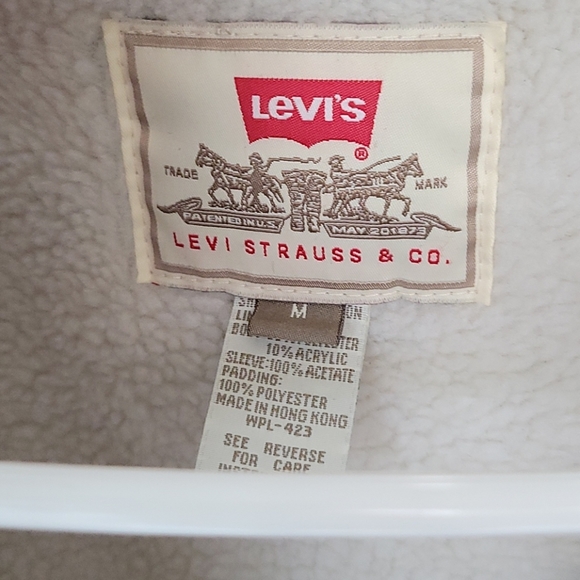 LEVI'S
®
TRADE MARK
PATENTED IN U.S. MAY 20 1873
LEVI STRAUSS & CO.
M
10% ACRYLIC
SLEEVE:100% ACETATE
PADDING:
100% POLYESTER
MADE IN HONG KONG
WPL-423
SEE REVERSE
FOR CARE